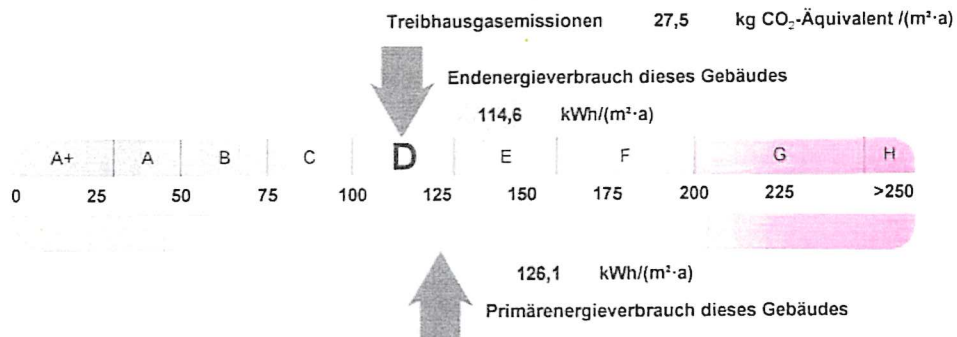 Treibhausgasemissionen 27,5 kg CO₂-Äquivalent /(m²·a)
Endenergieverbrauch dieses Gebäudes
114,6 kWh/(m²·a)
A+ A B C D E F G H
0 25 50 75 100 125 150 175 200 225 >250
126,1 kWh/(m²·a)
Primärenergieverbrauch dieses Gebäudes